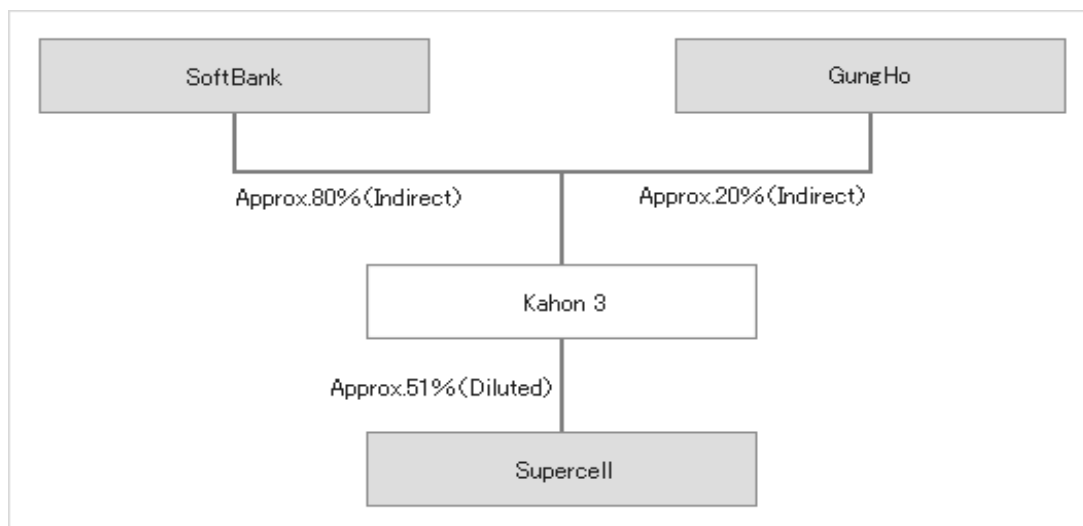 SoftBank
GungHo
Approx.80%(Indirect)
Approx.20%(Indirect)
Kahon 3
Approx.51%(Diluted)
Supercell